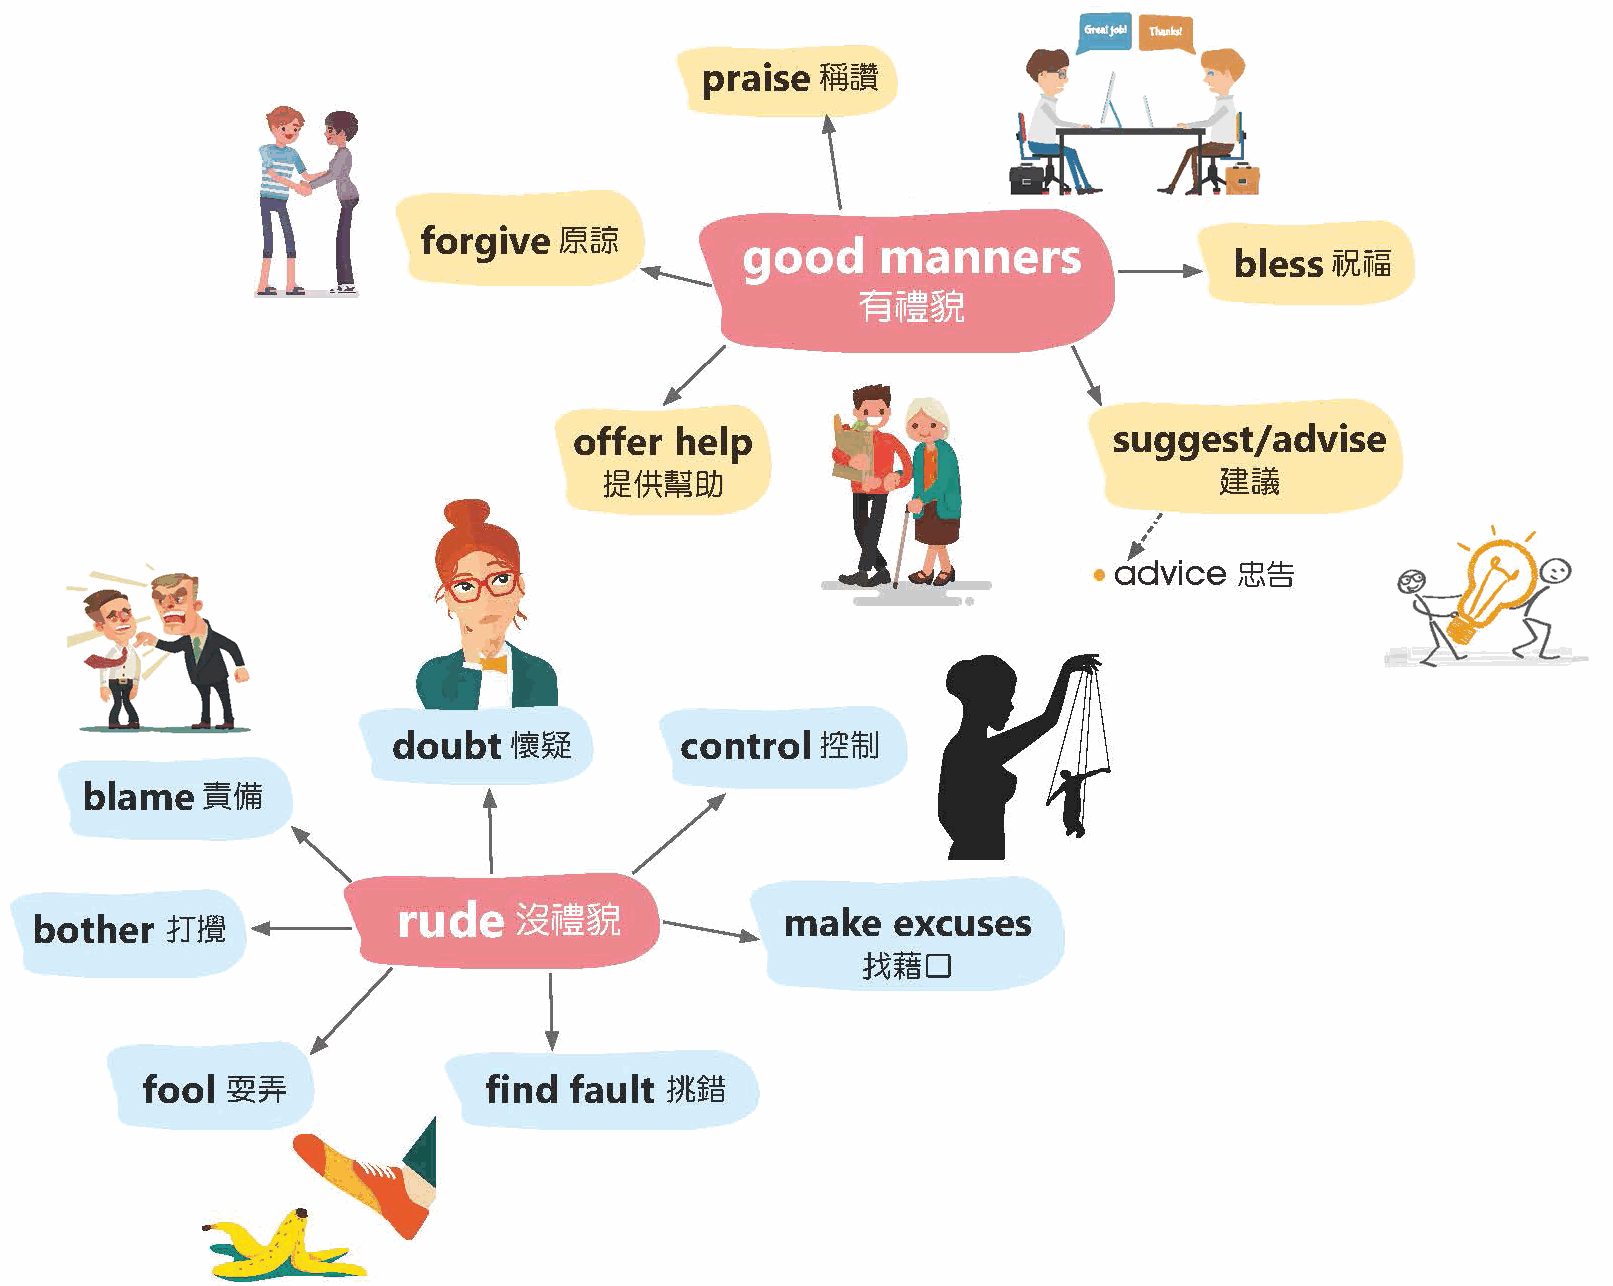 Great job!
Thanks!
praise 稱讚
forgive 原諒
good manners
有禮貌
bless 祝福
offer help
提供幫助
suggest/advise
建議
• advice 忠告
doubt 懷疑
control 控制
blame 責備
bother 打攪
rude 沒禮貌
make excuses
找藉口
fool 耍弄
find fault 挑錯